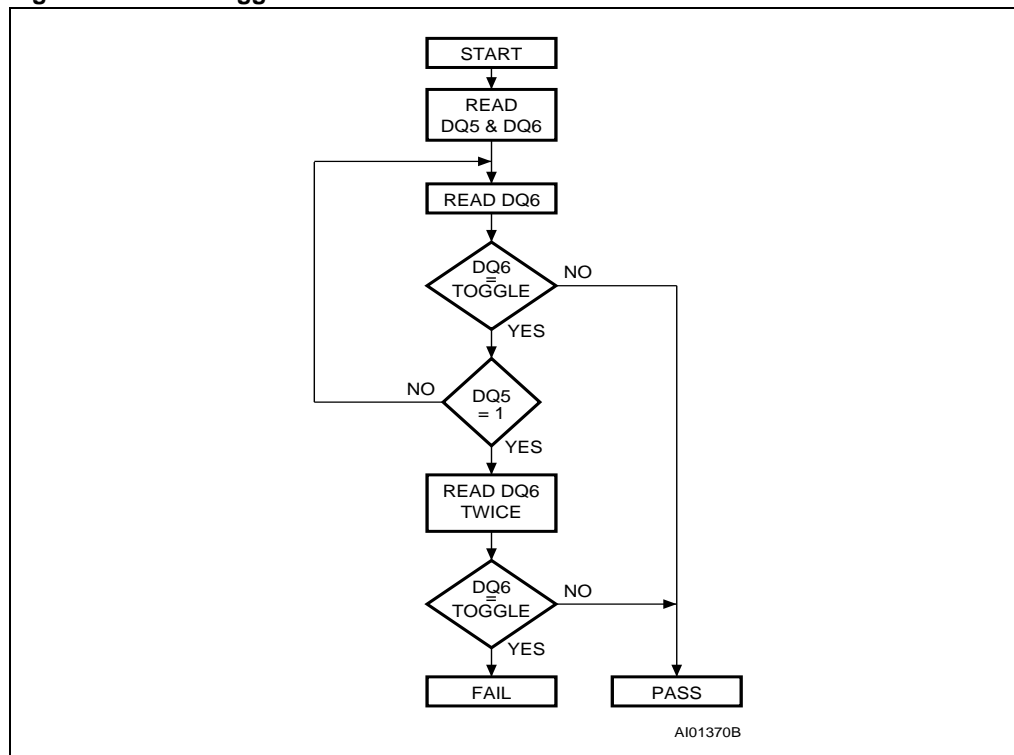 START
READ
DQ5 & DQ6
READ DQ6
DQ6
=
TOGGLE
NO
YES
NO
DQ5
= 1
YES
READ DQ6
TWICE
DQ6
=
TOGGLE
NO
YES
FAIL
PASS
AI01370B